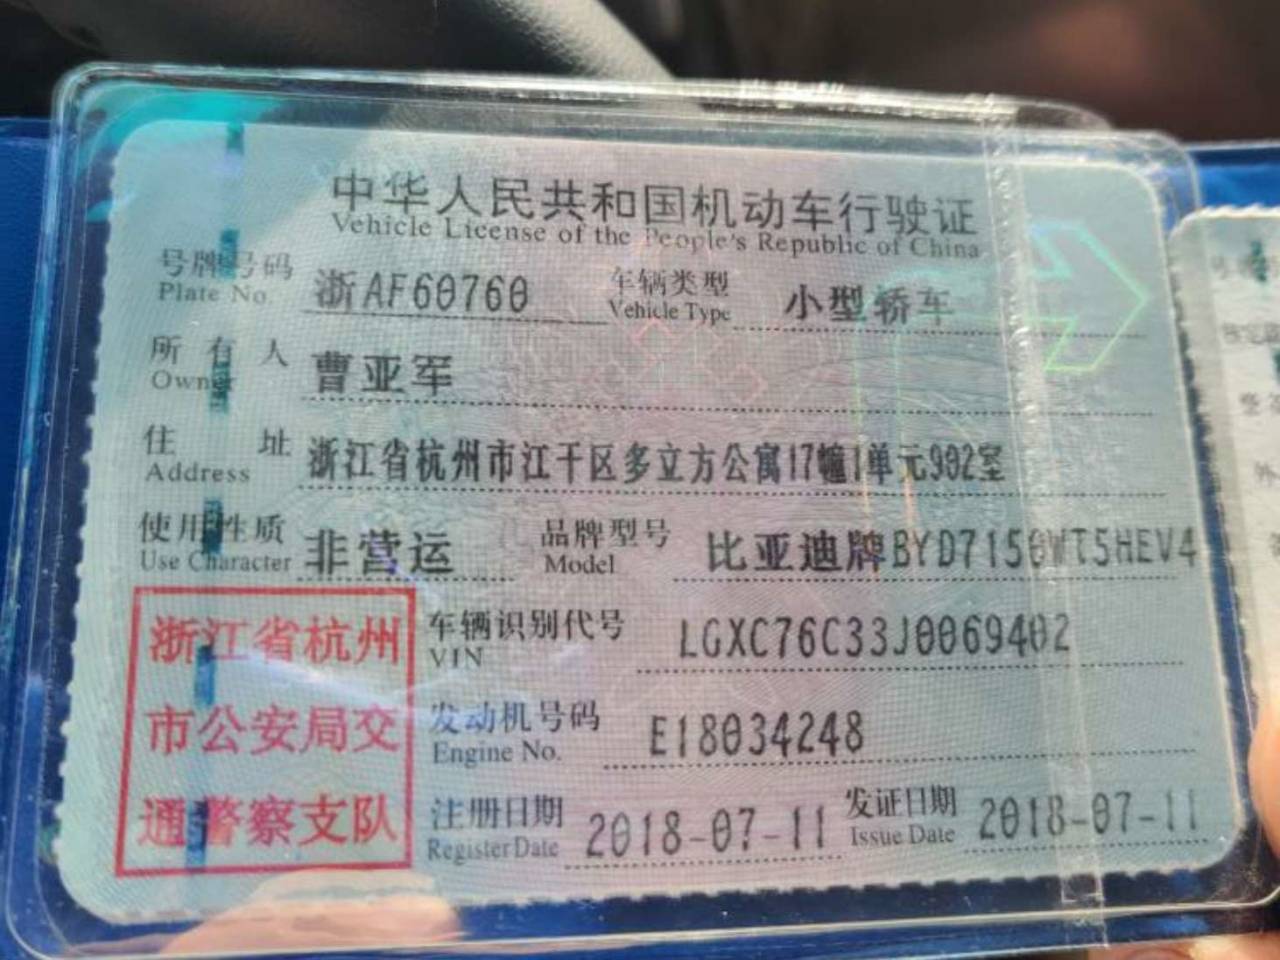 中华人民共和国机动车行驶证
Vehicle License of the People's Republic of China
号牌号码 浙AF60760 车辆类型 小型轿车
Plate No. Vehicle Type
所有人 曹亚军
Owner
住址 浙江省杭州市江干区多立方公寓17幢1单元902室
Address
使用性质 非营运 品牌型号 比亚迪牌BYD7150WT5HEV4
Use Character Model
车辆识别代号 LGXC76C33J0069402
VIN
发动机号码 E18034248
Engine No.
注册日期 2018-07-11 发证日期 2018-07-11
Register Date Issue Date
浙江省杭州
市公安局交
通警察支队